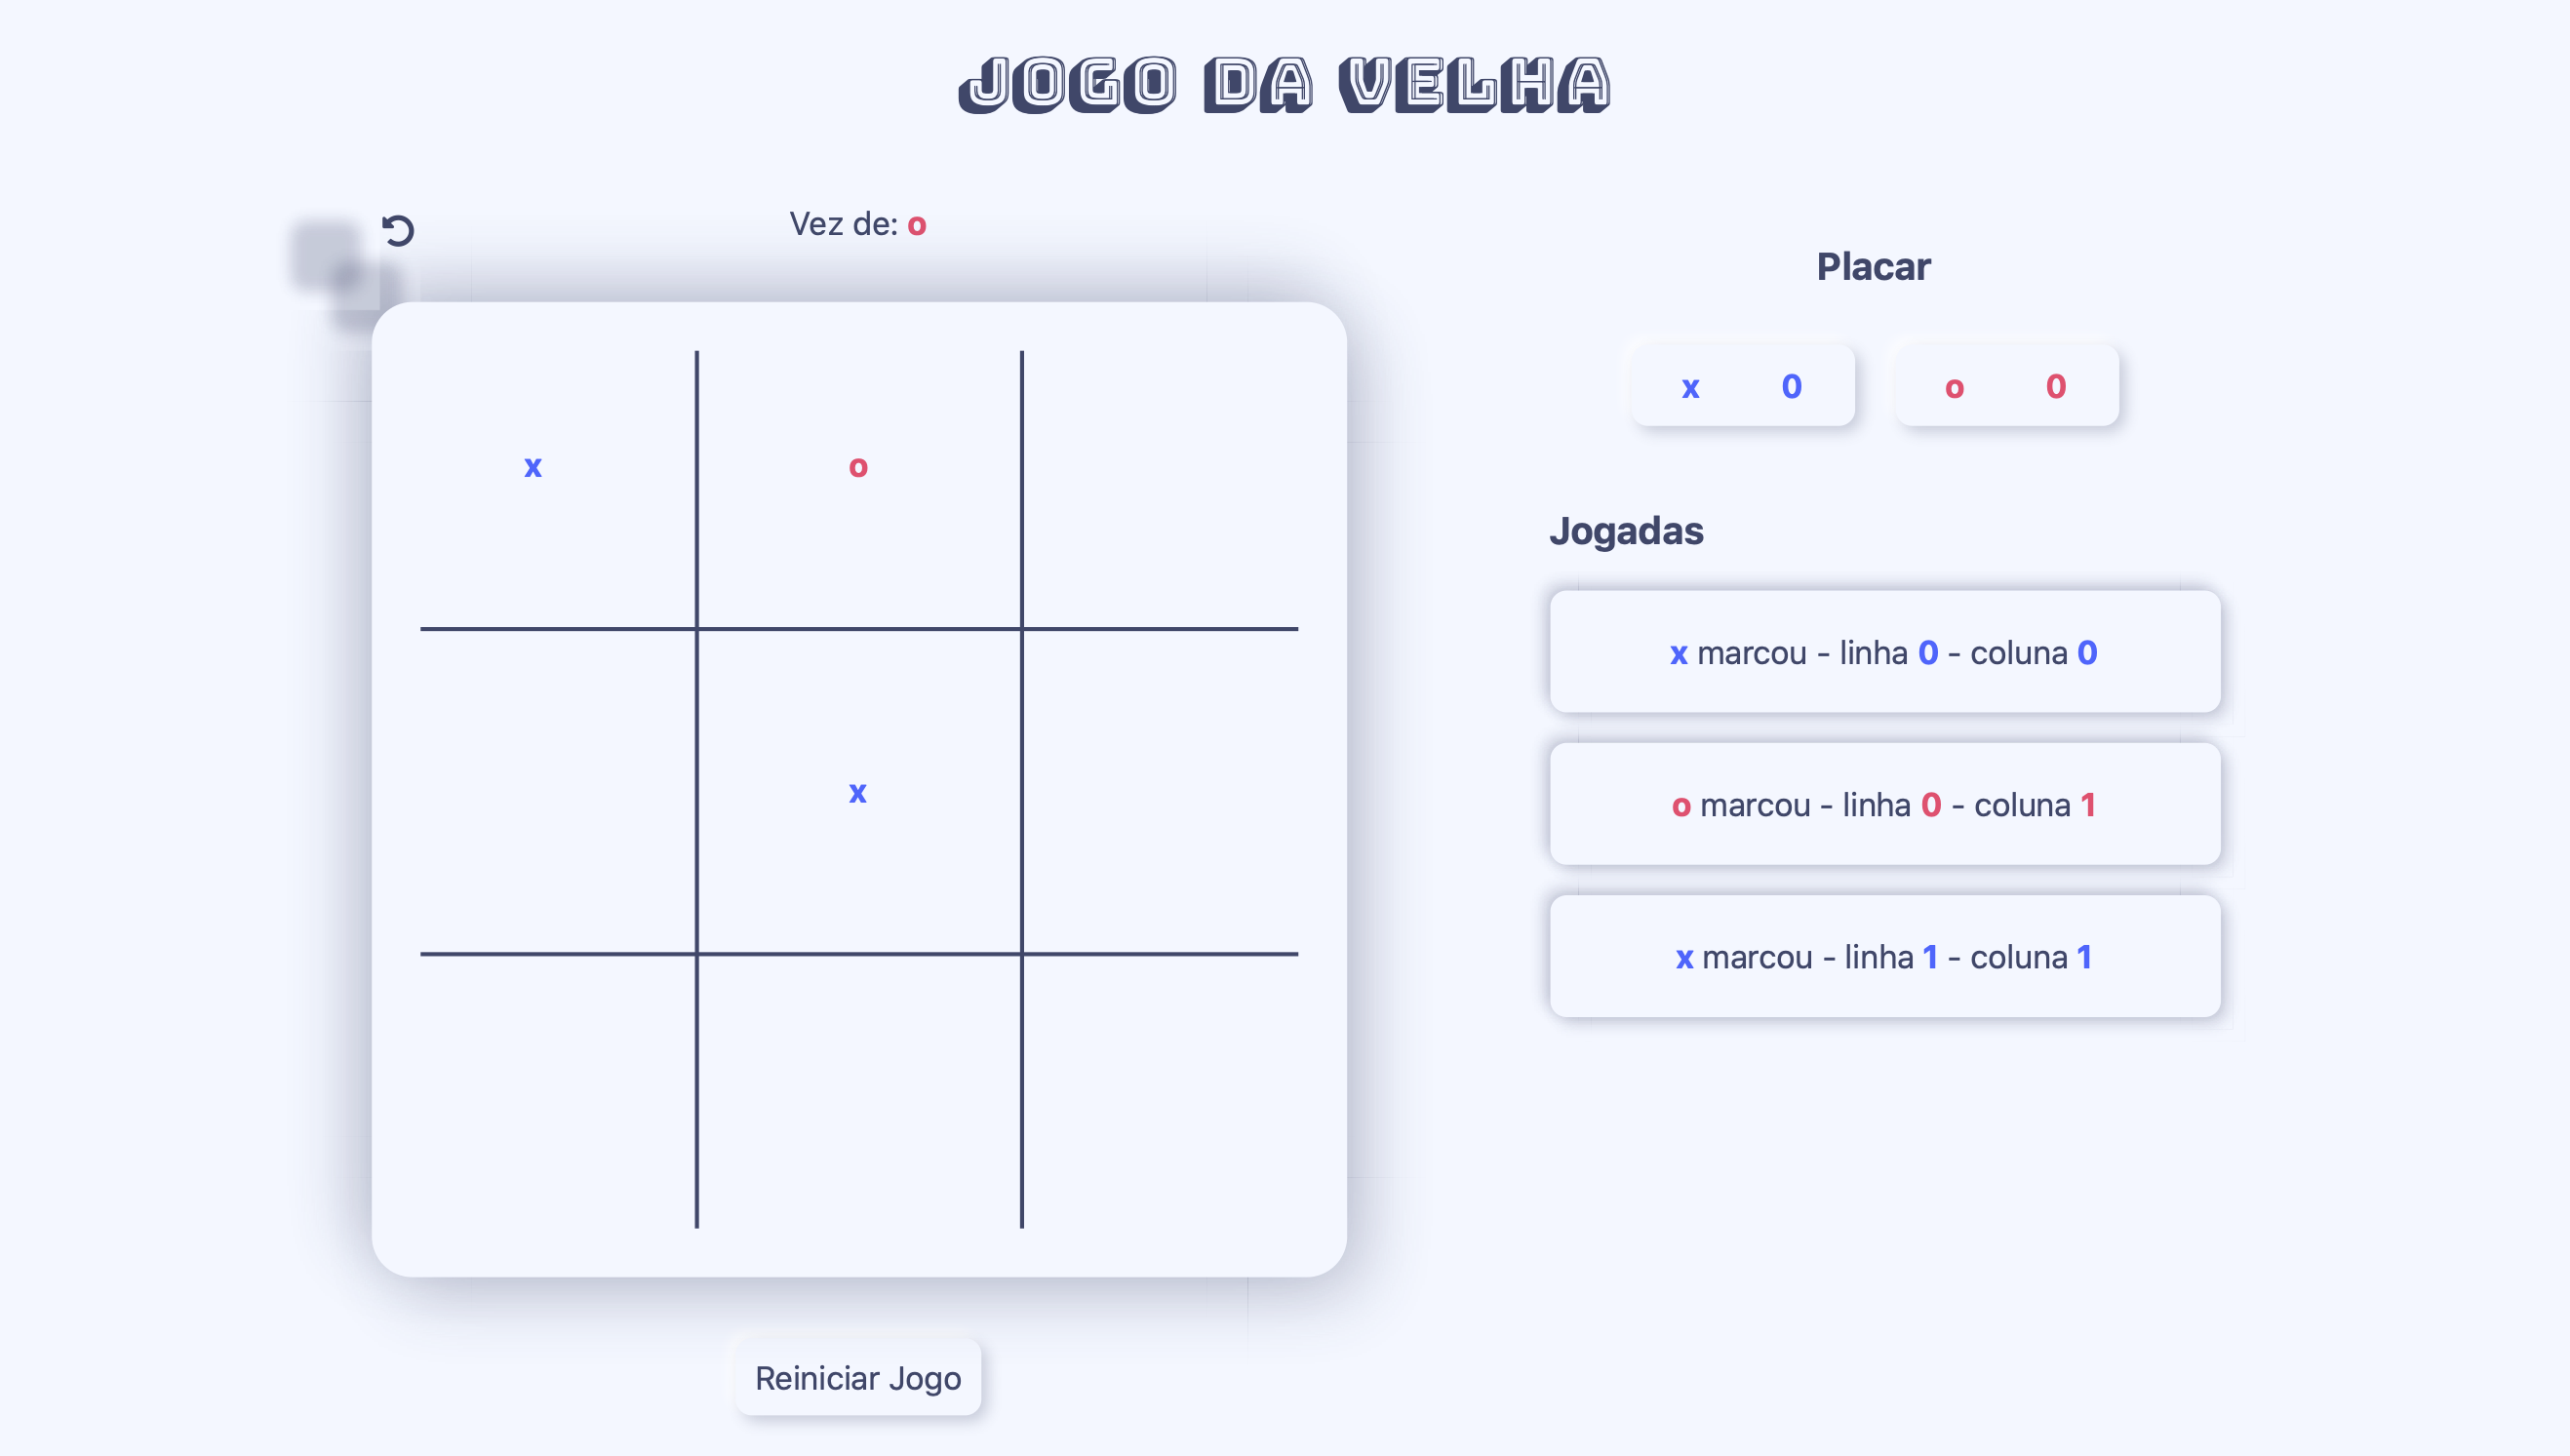 JOGO DA VELHA
Vez de: o
x o
x
Reiniciar Jogo
Placar
x 0 o 0
Jogadas
x marcou - linha 0 - coluna 0
o marcou - linha 0 - coluna 1
x marcou - linha 1 - coluna 1